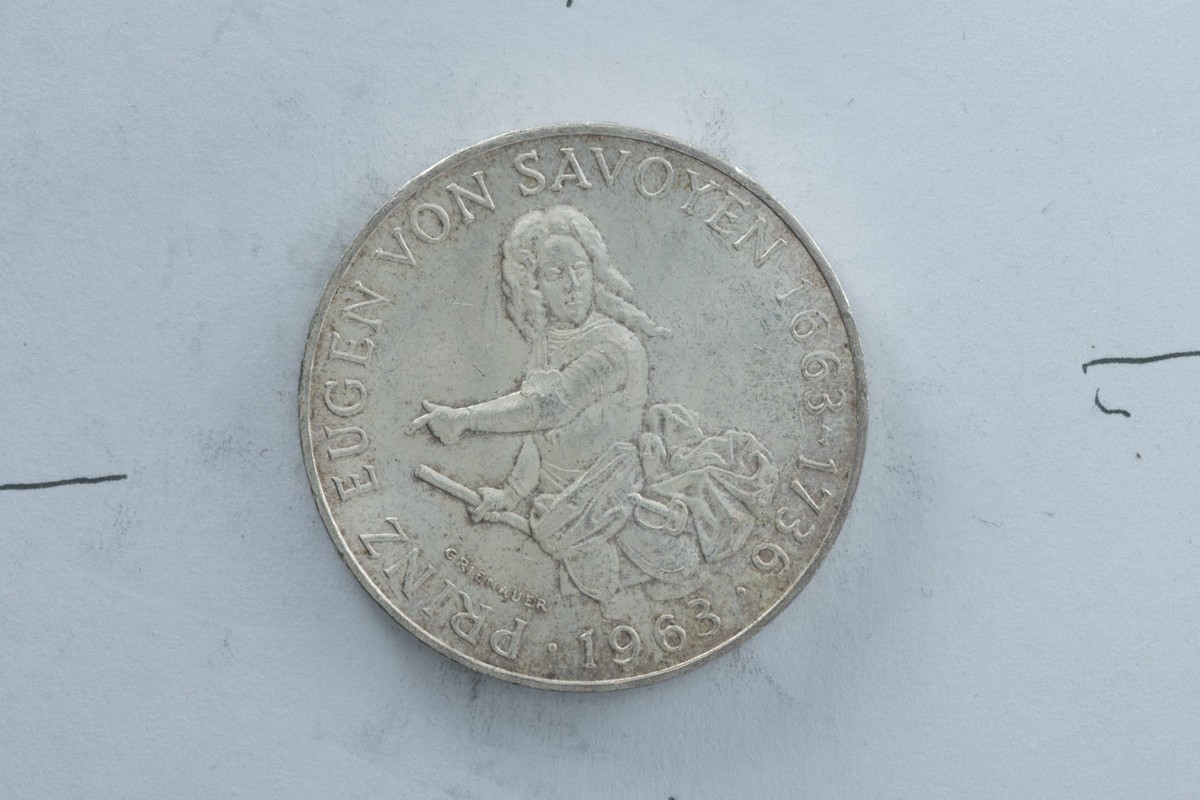 PRINZ EUGEN VON SAVOYEN 1663-1736 · 1963 ·
GRIENAUER